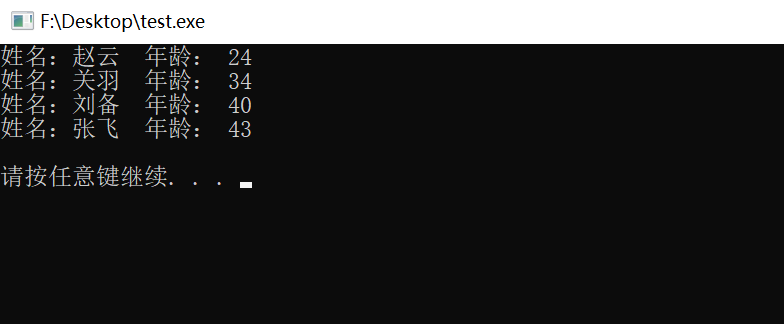 F:\Desktop\test.exe
姓名：赵云  年龄： 24
姓名：关羽  年龄： 34
姓名：刘备  年龄： 40
姓名：张飞  年龄： 43
请按任意键继续. . .